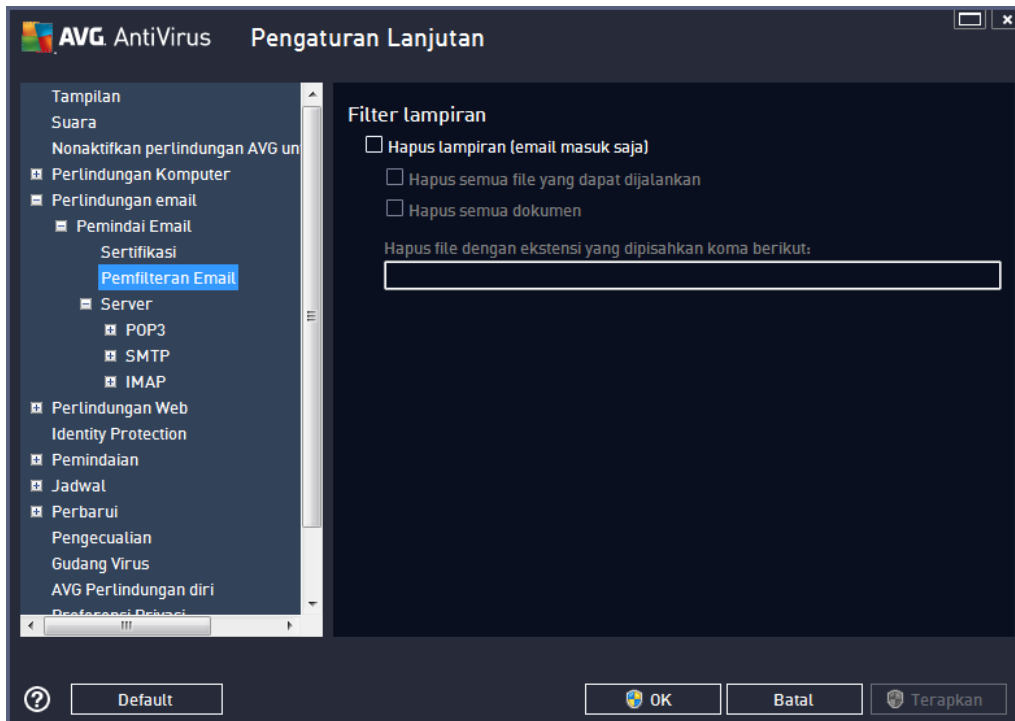 AVG AntiVirus Pengaturan Lanjutan
Tampilan
Suara
Nonaktifkan perlindungan AVG un
Perlindungan Komputer
Perlindungan email
Pemindai Email
Sertifikasi
Pemfilteran Email
Server
POP3
SMTP
IMAP
Perlindungan Web
Identity Protection
Pemindaian
Jadwal
Perbarui
Pengecualian
Gudang Virus
AVG Perlindungan diri
Preferensi Privasi
Filter lampiran
Hapus lampiran (email masuk saja)
Hapus semua file yang dapat dijalankan
Hapus semua dokumen
Hapus file dengan ekstensi yang dipisahkan koma berikut:
? Default OK Batal Terapkan